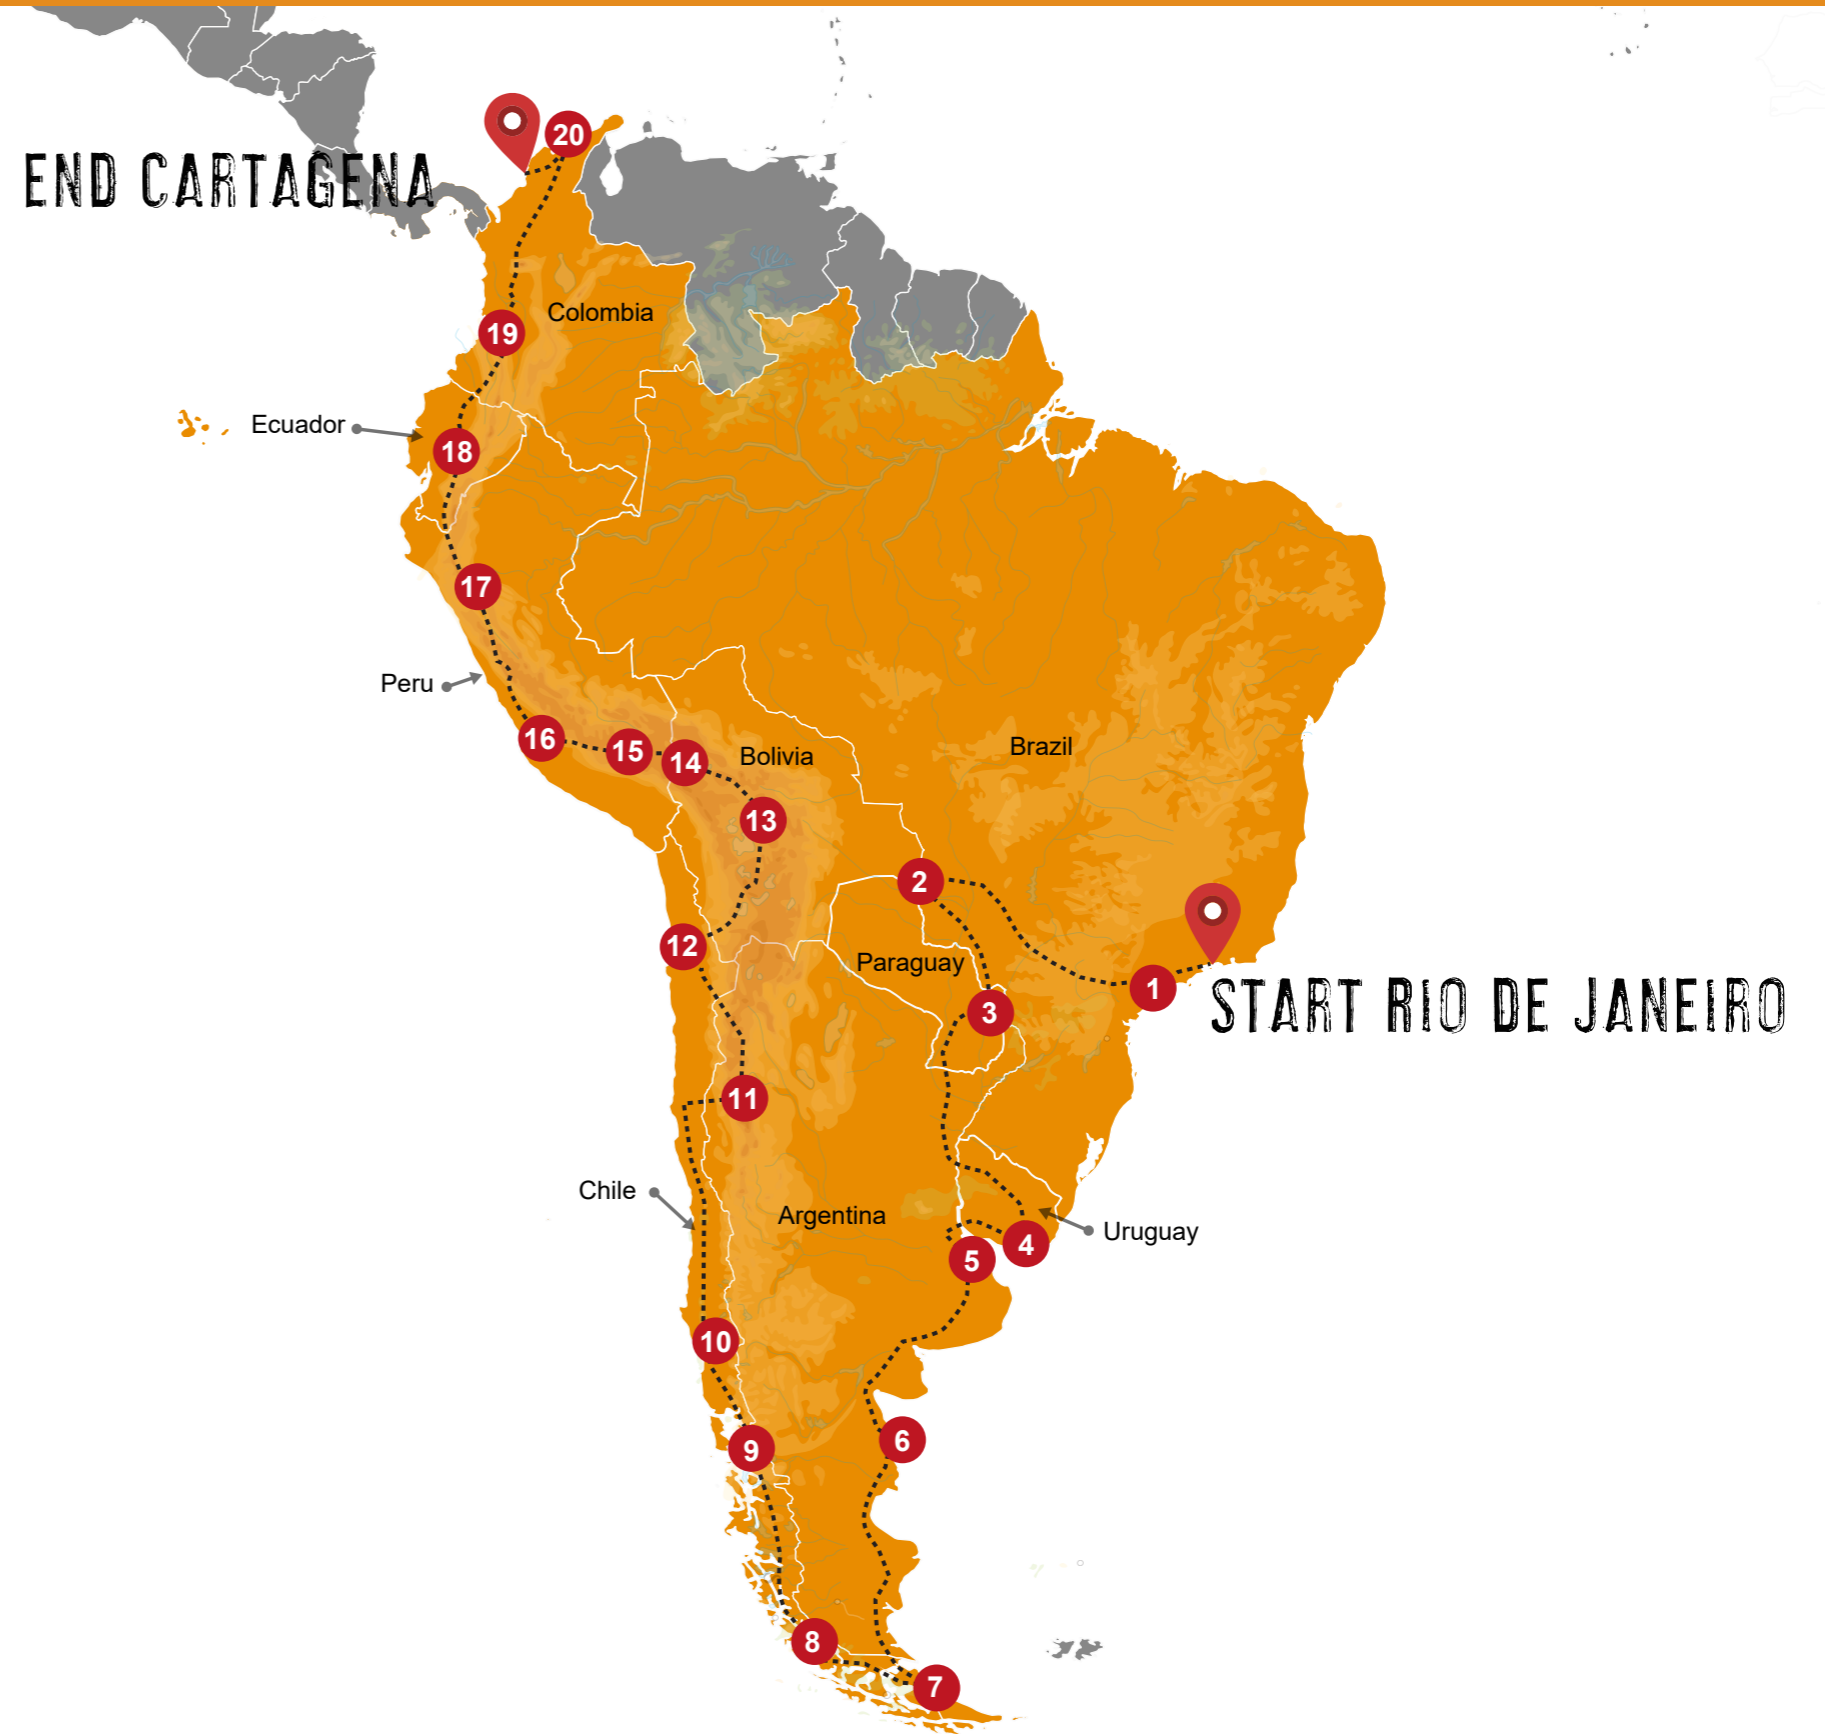 20
END CARTAGENA
Colombia
19
Ecuador
18
17
Peru
16
15
14
Bolivia
Brazil
13
2
12
Paraguay
1
3
START RIO DE JANEIRO
11
Chile
Argentina
Uruguay
4
5
10
6
9
8
7